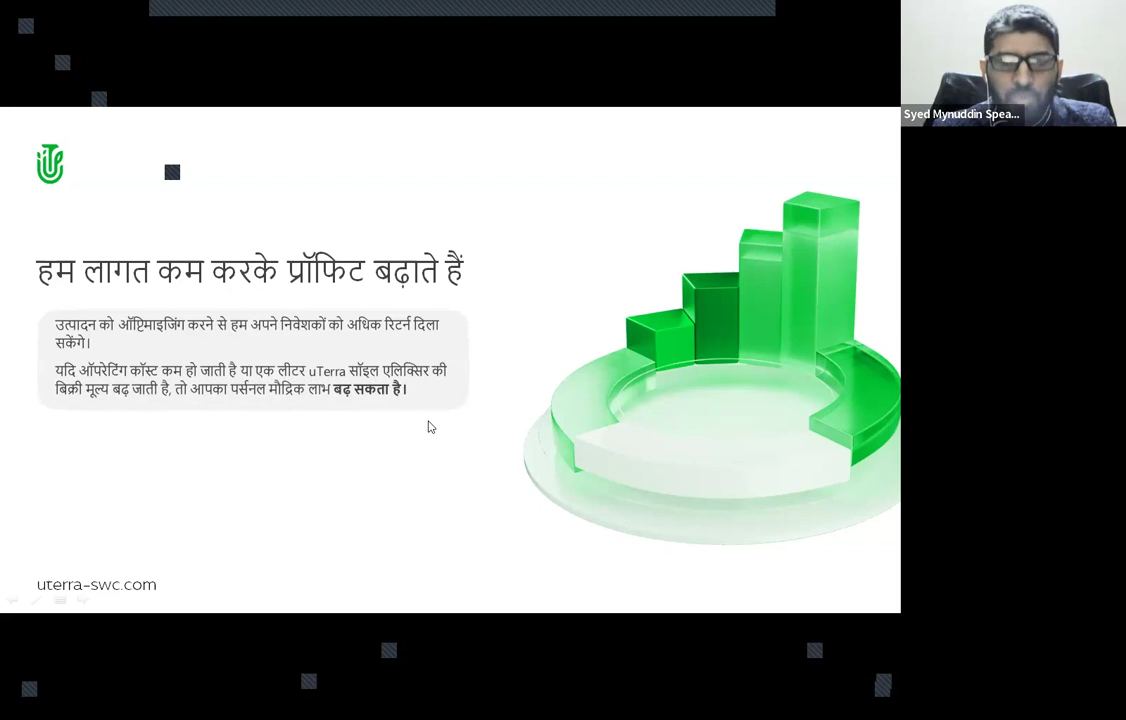 Syed Mynuddin Spea...
हम लागत कम करके प्रॉफिट बढ़ाते हैं
उत्पादन को ऑप्टिमाइजिंग करने से हम अपने निवेशकों को अधिक रिटर्न दिला
सकेंगे।
यदि ऑपरेटिंग कॉस्ट कम हो जाती है या एक लीटर uTerra सॉइल एलिक्सिर की
बिक्री मूल्य बढ़ जाती है, तो आपका पर्सनल मौद्रिक लाभ बढ़ सकता है।
uterra-swc.com